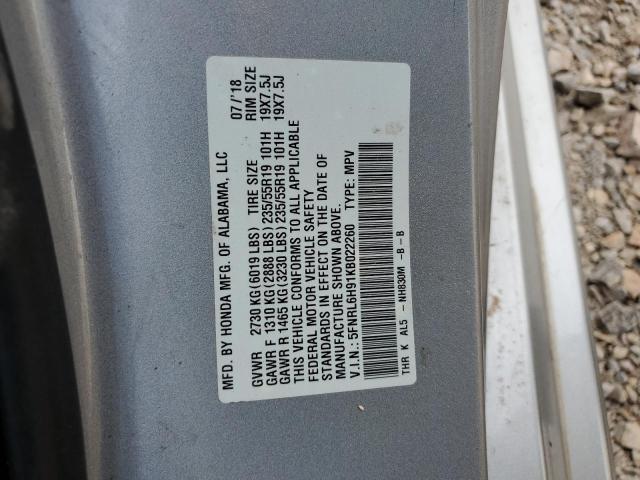 MFD. BY HONDA MFG. OF ALABAMA, LLC 07/'18
GVWR 2730 KG(6019 LBS) TIRE SIZE RIM SIZE
GAWR F 1310 KG(2888 LBS)235/55R19 101H 19X7.5J
GAWR R 1465 KG(3230 LBS)235/55R19 101H 19X7.5J
THIS VEHICLE CONFORMS TO ALL APPLICABLE
FEDERAL MOTOR VEHICLE SAFETY
STANDARDS IN EFFECT ON THE DATE OF
MANUFACTURE SHOWN ABOVE.
V.I.N.:5FNRL6H91KB022260 TYPE: MPV
THR K AL5 - NH830M -B-B